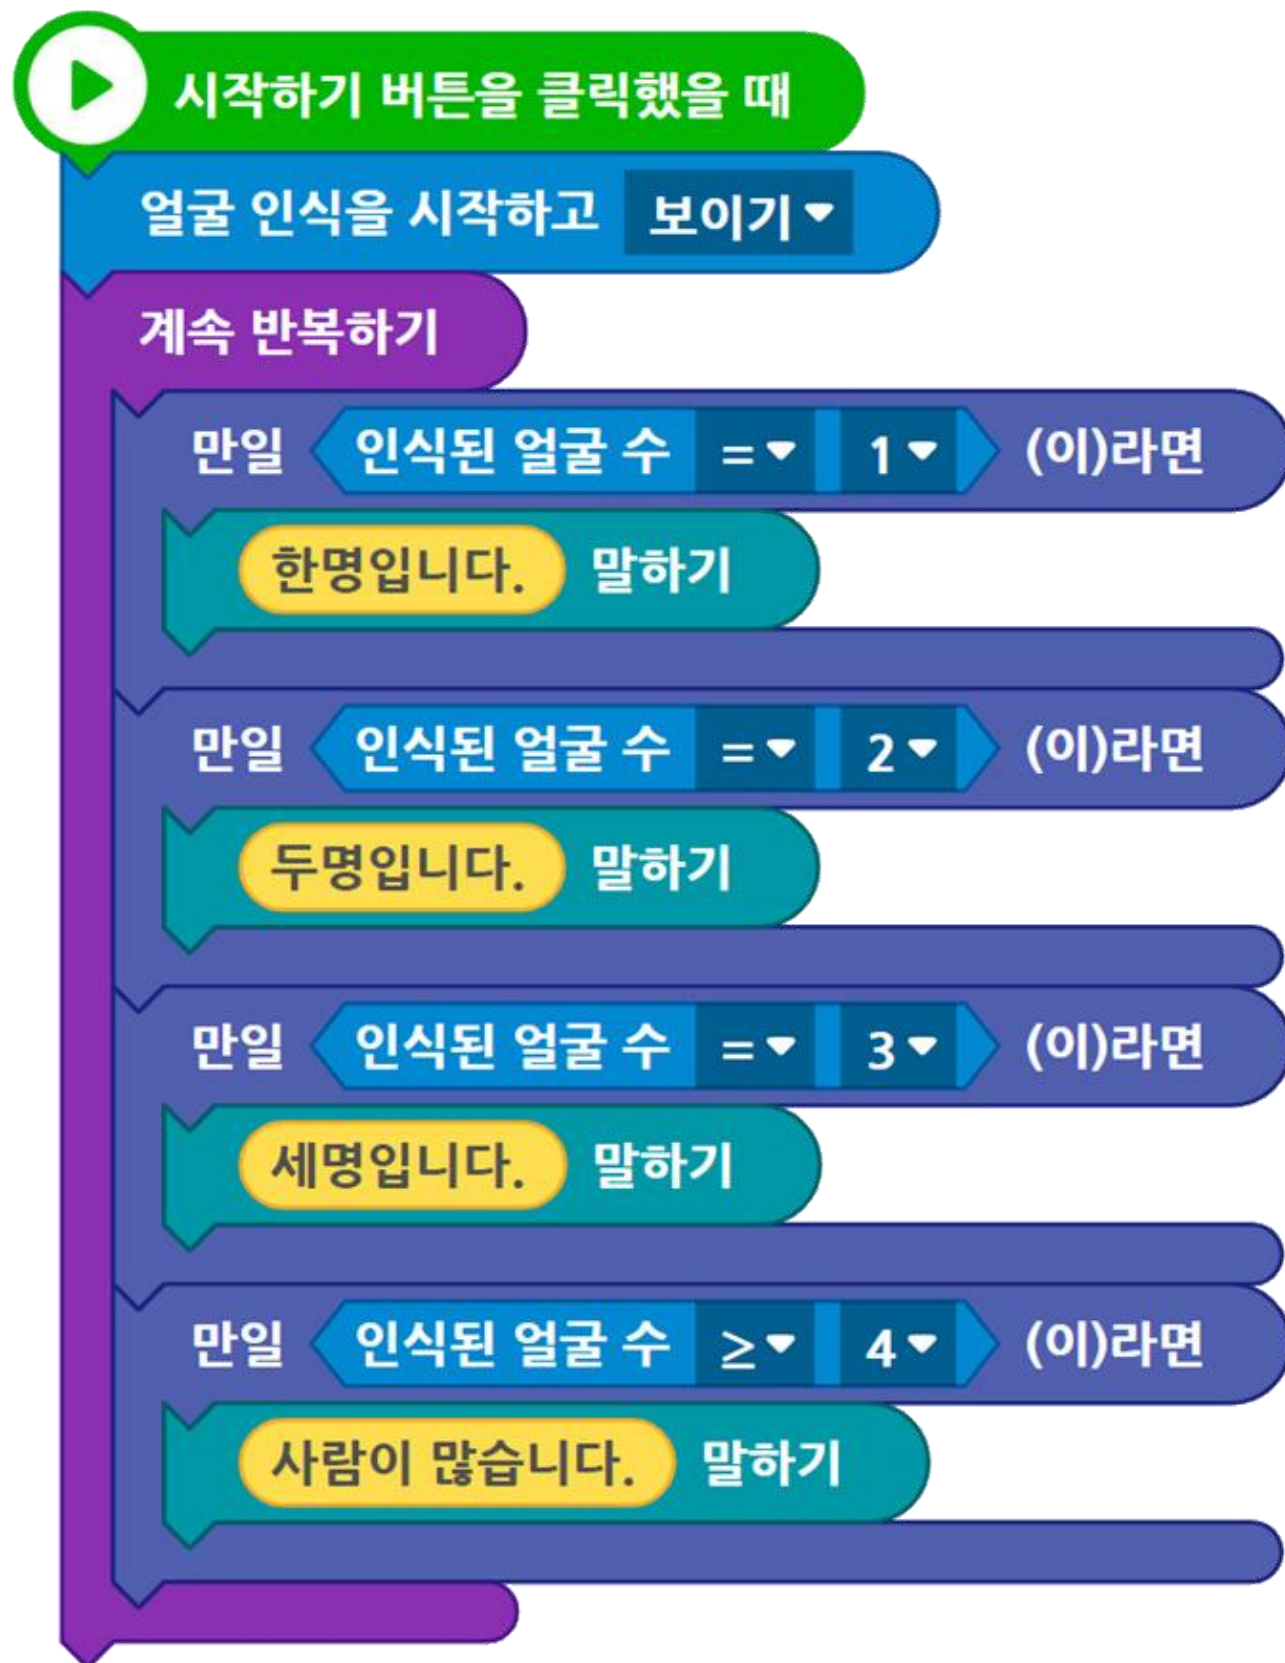 시작하기 버튼을 클릭했을 때
얼굴 인식을 시작하고 보이기
계속 반복하기
만일 인식된 얼굴 수 = 1 (이)라면
한명입니다. 말하기
만일 인식된 얼굴 수 = 2 (이)라면
두명입니다. 말하기
만일 인식된 얼굴 수 = 3 (이)라면
세명입니다. 말하기
만일 인식된 얼굴 수 ≥ 4 (이)라면
사람이 많습니다. 말하기